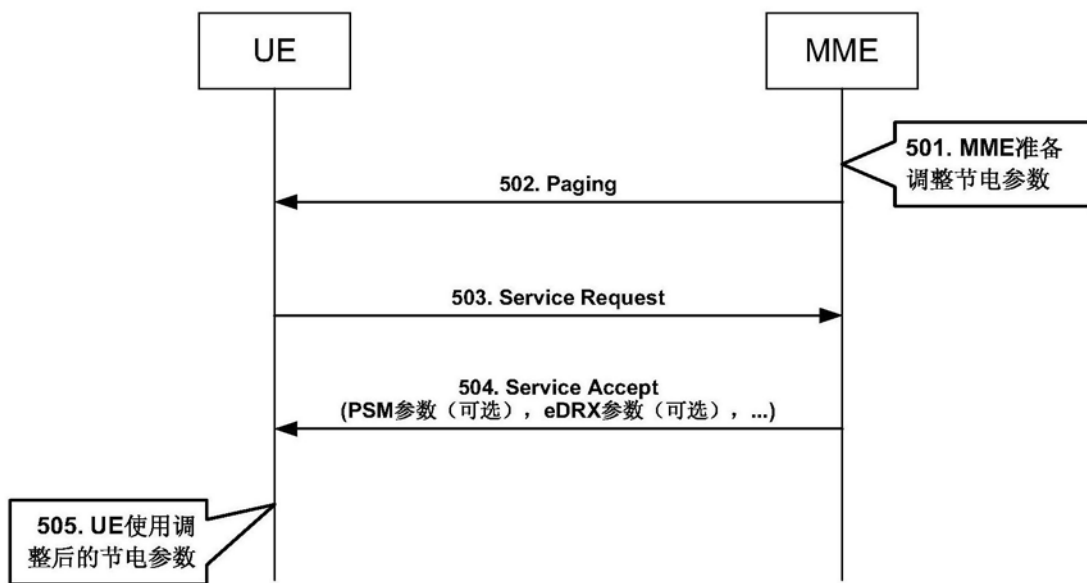 UE
MME
501. MME准备
调整节电参数
502. Paging
503. Service Request
504. Service Accept
(PSM参数（可选），eDRX参数（可选），...)
505. UE使用调
整后的节电参数